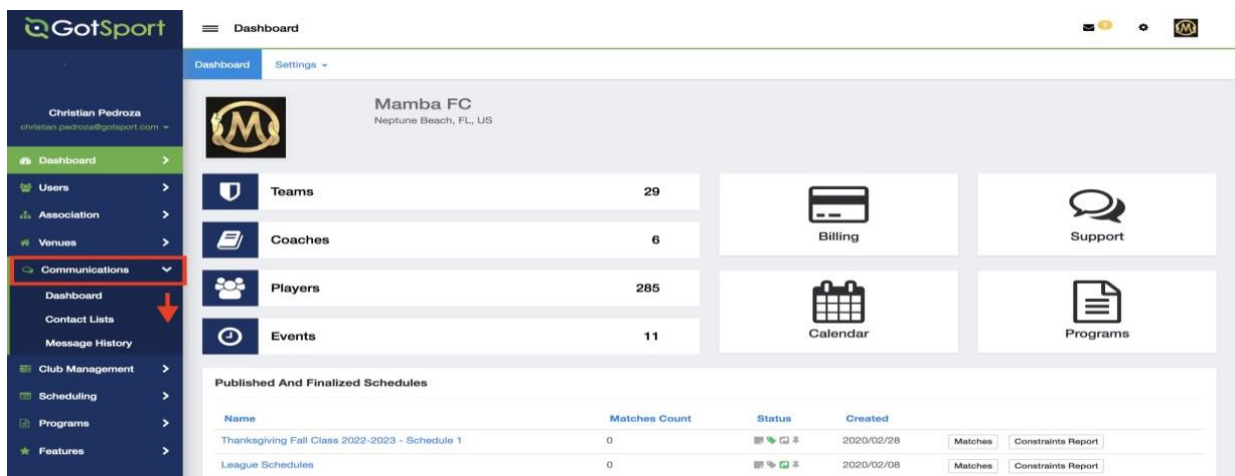 GotSport
Dashboard
Dashboard
Settings
Christian Pedroza
christian.pedroza@gotsport.com
Dashboard
Users
Association
Venues
Communications
Dashboard
Contact Lists
Message History
Club Management
Scheduling
Programs
Features
M
Mamba FC
Neptune Beach, FL, US
Teams 29
Coaches 6
Players 285
Events 11
Billing
Support
Calendar
Programs
Published And Finalized Schedules
Name Matches Count Status Created
Thanksgiving Fall Class 2022-2023 - Schedule 1 0 2020/02/28 Matches Constraints Report
League Schedules 0 2020/02/08 Matches Constraints Report